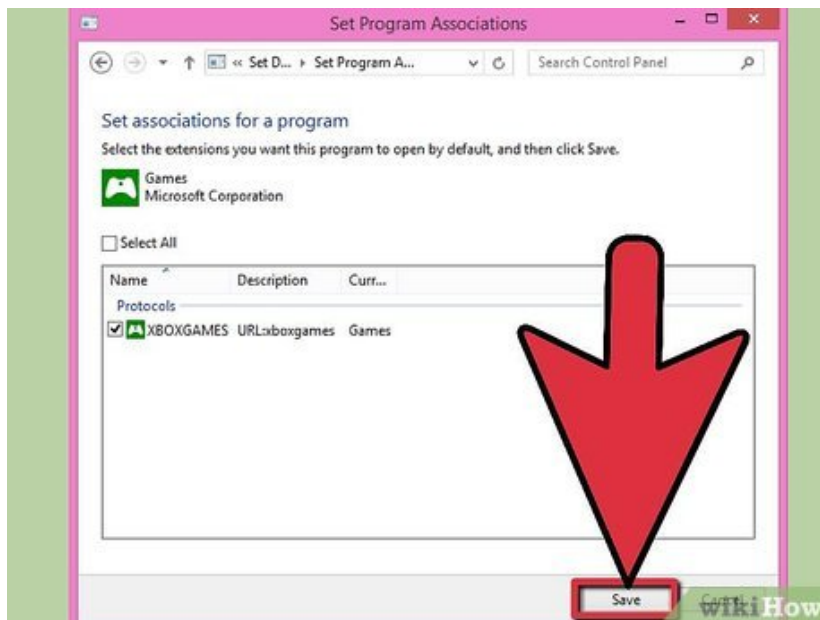 Set Program Associations
« Set D... ▸ Set Program A...
Search Control Panel
Set associations for a program
Select the extensions you want this program to open by default, and then click Save.
Games
Microsoft Corporation
Select All
Name Description Curr...
Protocols
XBOXGAMES URL:xboxgames Games
Save Cancel
wikiHow